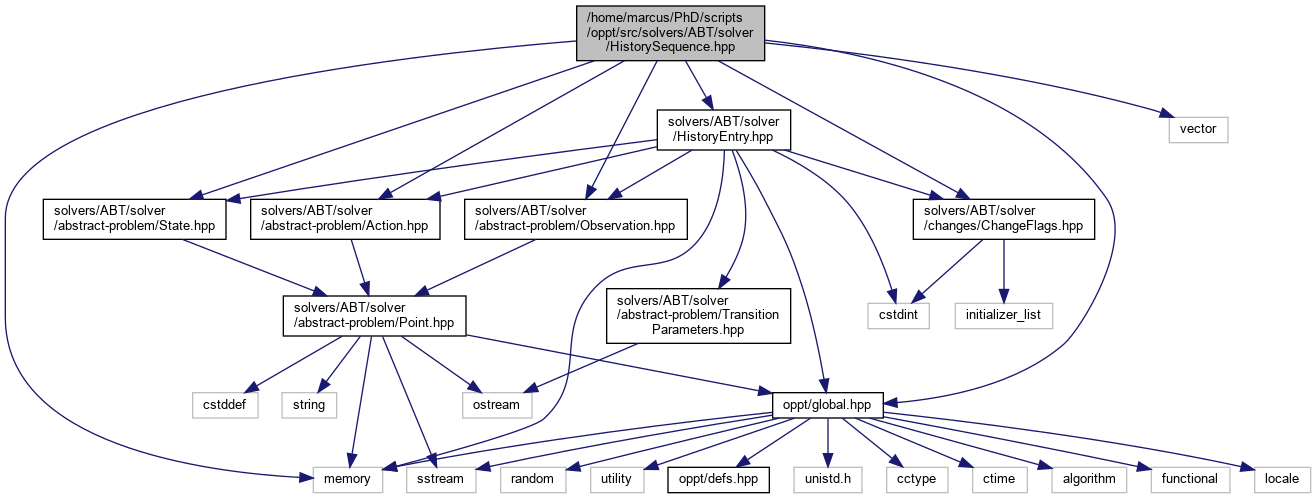 /home/marcus/PhD/scripts
/oppt/src/solvers/ABT/solver
/HistorySequence.hpp
solvers/ABT/solver
/HistoryEntry.hpp
vector
solvers/ABT/solver
/abstract-problem/State.hpp
solvers/ABT/solver
/abstract-problem/Action.hpp
solvers/ABT/solver
/abstract-problem/Observation.hpp
solvers/ABT/solver
/changes/ChangeFlags.hpp
solvers/ABT/solver
/abstract-problem/Point.hpp
solvers/ABT/solver
/abstract-problem/Transition
Parameters.hpp
cstdint
initializer_list
cstddef
string
ostream
oppt/global.hpp
memory
sstream
random
utility
oppt/defs.hpp
unistd.h
cctype
ctime
algorithm
functional
locale